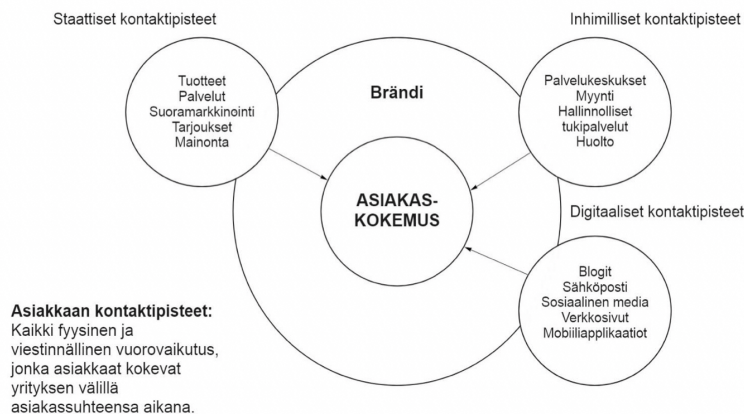 Staattiset kontaktipisteet
Tuotteet
Palvelut
Suoramarkkinointi
Tarjoukset
Mainonta
Brändi
Inhimilliset kontaktipisteet
Palvelukeskukset
Myynti
Hallinnolliset
tukipalvelut
Huolto
ASIAKAS-
KOKEMUS
Digitaaliset kontaktipisteet
Blogit
Sähköposti
Sosiaalinen media
Verkkosivut
Mobiiliapplikaatiot
Asiakkaan kontaktipisteet:
Kaikki fyysinen ja
viestinnällinen vuorovaikutus,
jonka asiakkaat kokevat
yrityksen välillä
asiakassuhteensa aikana.